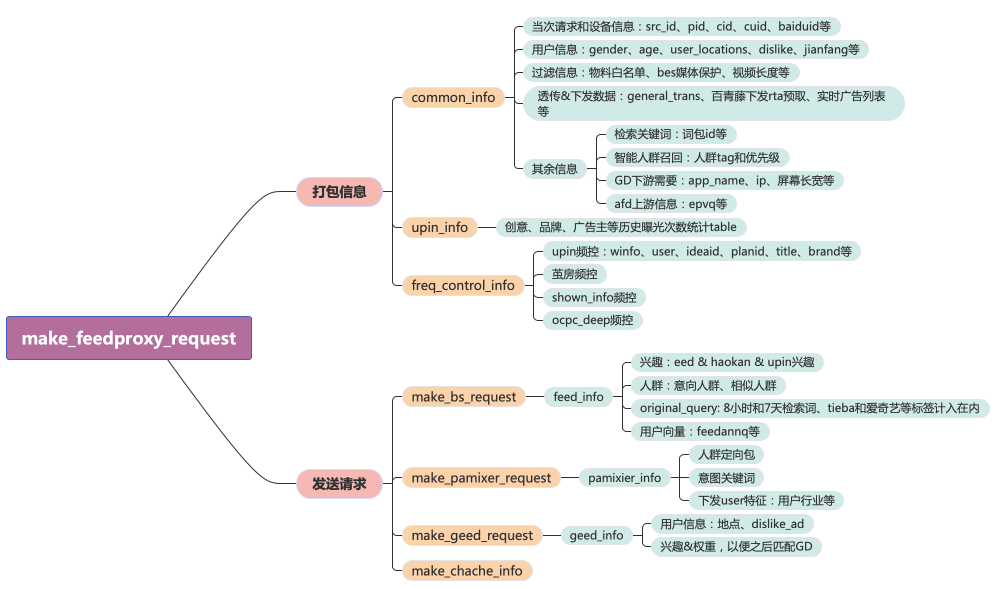 make_feedproxy_request
打包信息
common_info
当次请求和设备信息：src_id、pid、cid、cuid、baiduid等
用户信息：gender、age、user_locations、dislike、jianfang等
过滤信息：物料白名单、bes媒体保护、视频长度等
透传&下发数据：general_trans、百青藤下发rta预取、实时广告列表
等
其余信息
检索关键词：词包id等
智能人群召回：人群tag和优先级
GD下游需要：app_name、ip、屏幕长宽等
afd上游信息：epvq等
upin_info
创意、品牌、广告主等历史曝光次数统计table
freq_control_info
upin频控：winfo、user、ideaid、planid、title、brand等
茧房频控
shown_info频控
ocpc_deep频控
发送请求
make_bs_request
feed_info
兴趣：eed & haokan & upin兴趣
人群：意向人群、相似人群
original_query: 8小时和7天检索词、tieba和爱奇艺等标签计入在内
用户向量：feedannq等
make_pamixer_request
pamixier_info
人群定向包
意图关键词
下发user特征：用户行业等
make_geed_request
geed_info
用户信息：地点、dislike_ad
兴趣&权重，以便之后匹配GD
make_chache_info